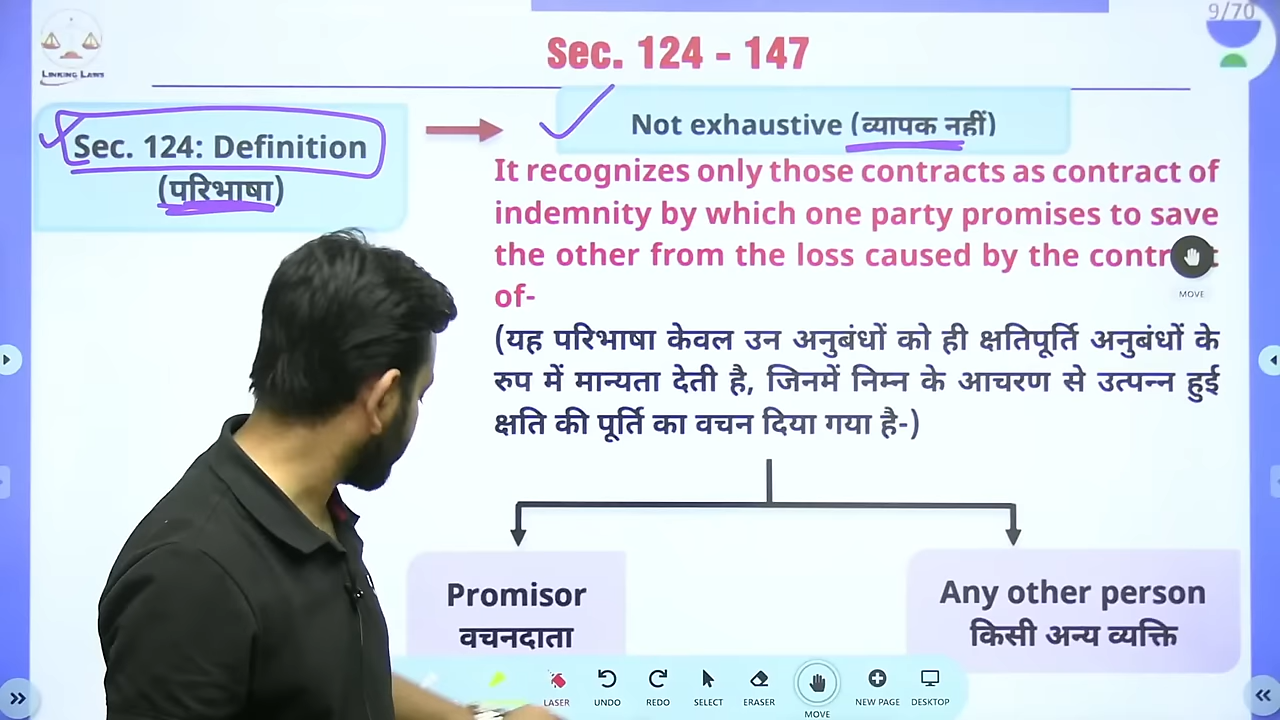 9/70
LINKING LAWS
Sec. 124 - 147
Sec. 124: Definition
(परिभाषा)
Not exhaustive (व्यापक नहीं)
It recognizes only those contracts as contract of
indemnity by which one party promises to save
the other from the loss caused by the contr
of-
(यह परिभाषा केवल उन अनुबंधों को ही क्षतिपूर्ति अनुबंधों के
रुप में मान्यता देती है, जिनमें निम्न के आचरण से उत्पन्न हुई
क्षति की पूर्ति का वचन दिया गया है-)
MOVE
Promisor
वचनदाता
Any other person
किसी अन्य व्यक्ति
LASER UNDO REDO SELECT ERASER MOVE NEW PAGE DESKTOP